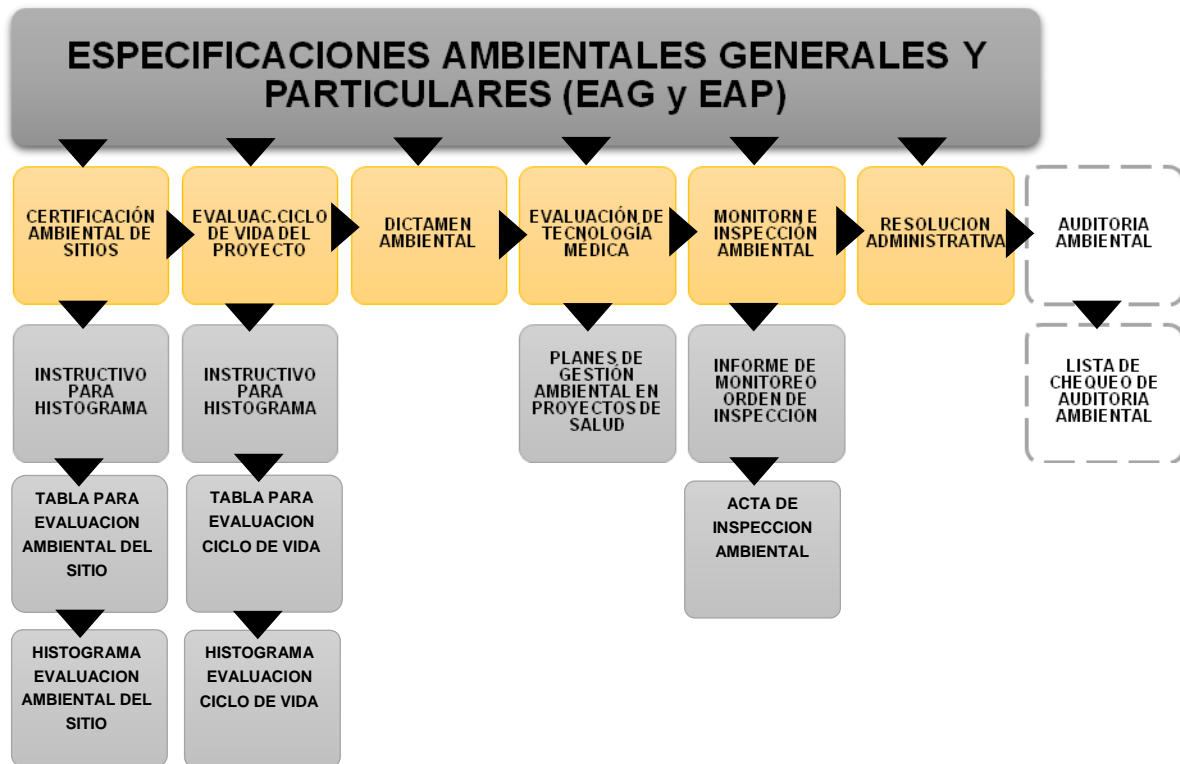 ESPECIFICACIONES AMBIENTALES GENERALES Y
PARTICULARES (EAG y EAP)
CERTIFICACIÓN
AMBIENTAL DE
SITIOS
EVALUAC.CICLO
DE VIDA DEL
PROYECTO
DICTAMEN
AMBIENTAL
EVALUACIÓN DE
TECNOLOGÍA
MÉDICA
MONITORN E
INSPECCIÓN
AMBIENTAL
RESOLUCION
ADMINISTRATIVA
AUDITORIA
AMBIENTAL
INSTRUCTIVO
PARA
HISTOGRAMA
INSTRUCTIVO
PARA
HISTOGRAMA
PLANES DE
GESTIÓN
AMBIENTAL EN
PROYECTOS DE
SALUD
INFORME DE
MONITOREO
ORDEN DE
INSPECCION
LISTA DE
CHEQUEO DE
AUDITORIA
AMBIENTAL
TABLA PARA
EVALUACION
AMBIENTAL DEL
SITIO
TABLA PARA
EVALUACION
CICLO DE VIDA
ACTA DE
INSPECCION
AMBIENTAL
HISTOGRAMA
EVALUACION
AMBIENTAL DEL
SITIO
HISTOGRAMA
EVALUACION
CICLO DE VIDA